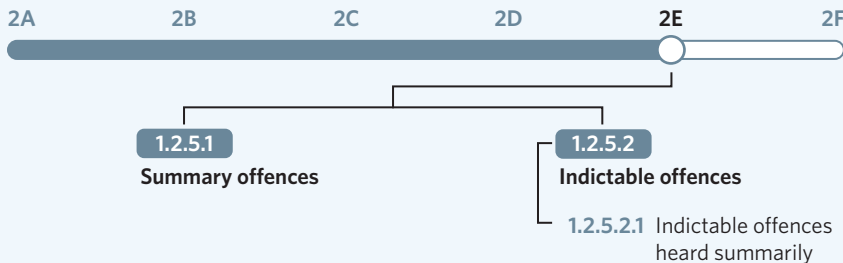 2A 2B 2C 2D 2E 2F
1.2.5.1 1.2.5.2
Summary offences Indictable offences
1.2.5.2.1 Indictable offences
heard summarily